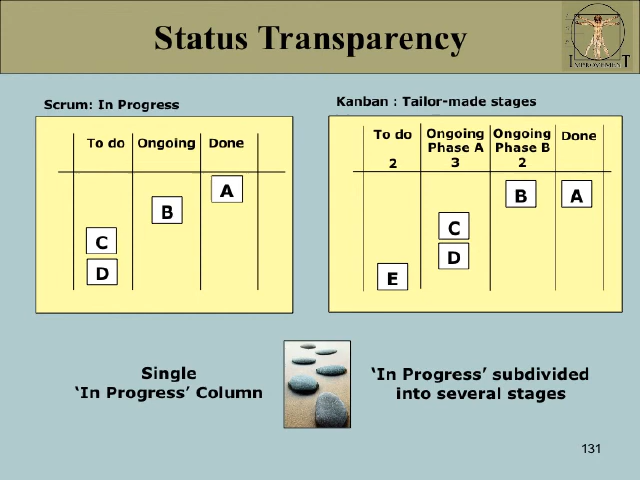 Status Transparency
IMPROVEMENT
Scrum: In Progress
To do Ongoing Done
A
B
C
D
Kanban : Tailor-made stages
To do Ongoing Ongoing Done
Phase A Phase B
2 3 2
B A
C
D
E
Single
‘In Progress’ Column
‘In Progress’ subdivided
into several stages
131